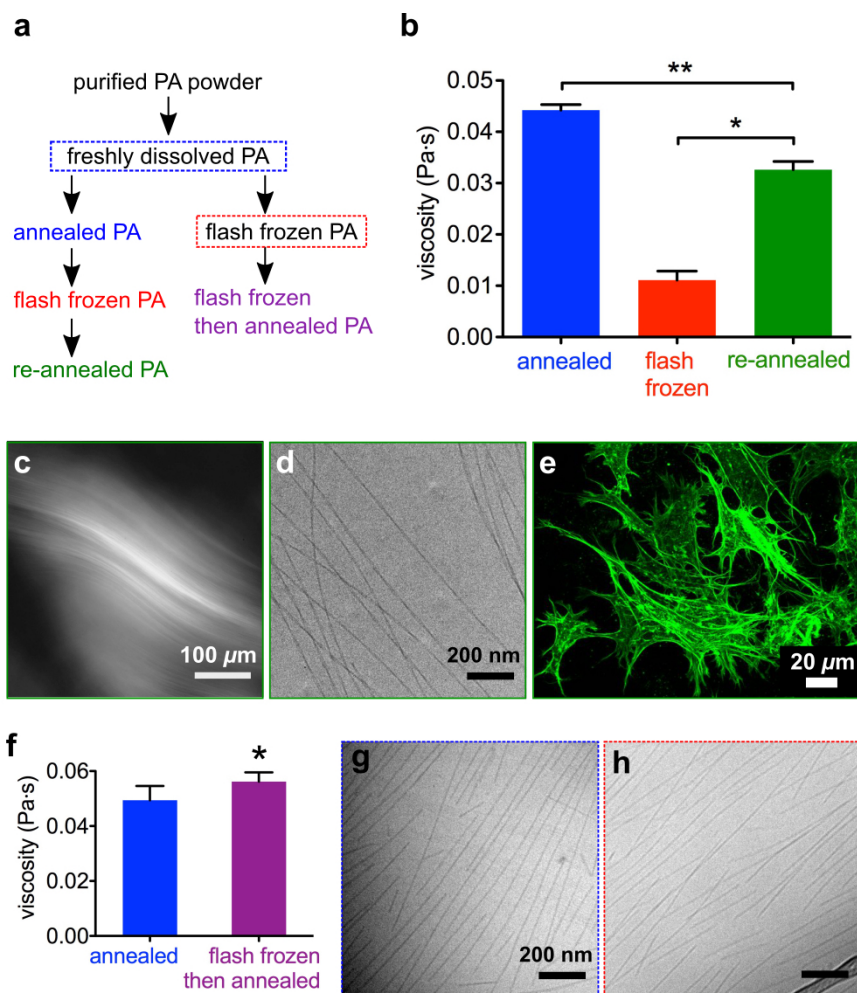 a
purified PA powder
freshly dissolved PA
annealed PA
flash frozen PA
flash frozen PA
flash frozen
then annealed PA
re-annealed PA
b
viscosity (Pa·s)
0.05
0.04
0.03
0.01
0.00
**
*
annealed
flash
frozen
re-annealed
c
100 µm
d
200 nm
e
20 µm
f
viscosity (Pa·s)
0.06
0.02
0.06
0.00
*
annealed
flash frozen
then annealed
g
200 nm
h